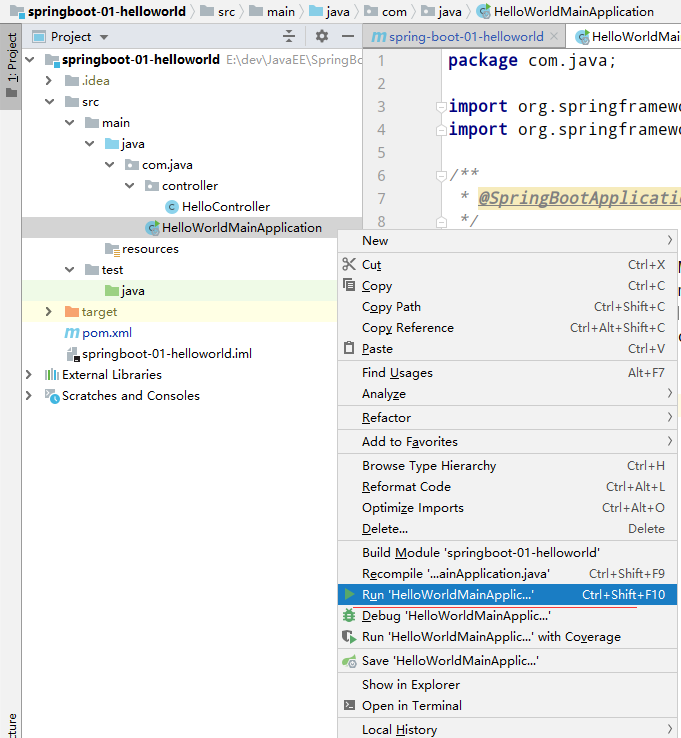 springboot-01-helloworld src main java com java HelloWorldMainApplication
1: Project
Project
springboot-01-helloworld E:\dev\JavaEE\SpringBo
.idea
src
main
java
com.java
controller
HelloController
HelloWorldMainApplication
resources
test
java
target
pom.xml
springboot-01-helloworld.iml
External Libraries
Scratches and Consoles
spring-boot-01-helloworld HelloWorldMai
1 package com.java;
2
3 import org.springframewo
4 import org.springframewo
5
6 /**
7 * @SpringBootApplicatio
8 */
New
Cut Ctrl+X
Copy Ctrl+C
Copy Path Ctrl+Shift+C
Copy Reference Ctrl+Alt+Shift+C
Paste Ctrl+V
Find Usages Alt+F7
Analyze
Refactor
Add to Favorites
Browse Type Hierarchy Ctrl+H
Reformat Code Ctrl+Alt+L
Optimize Imports Ctrl+Alt+O
Delete... Delete
Build Module 'springboot-01-helloworld'
Recompile '...ainApplication.java' Ctrl+Shift+F9
Run 'HelloWorldMainApplic...' Ctrl+Shift+F10
Debug 'HelloWorldMainApplic...'
Run 'HelloWorldMainApplic...' with Coverage
Save 'HelloWorldMainApplic...'
Show in Explorer
Open in Terminal
Local History